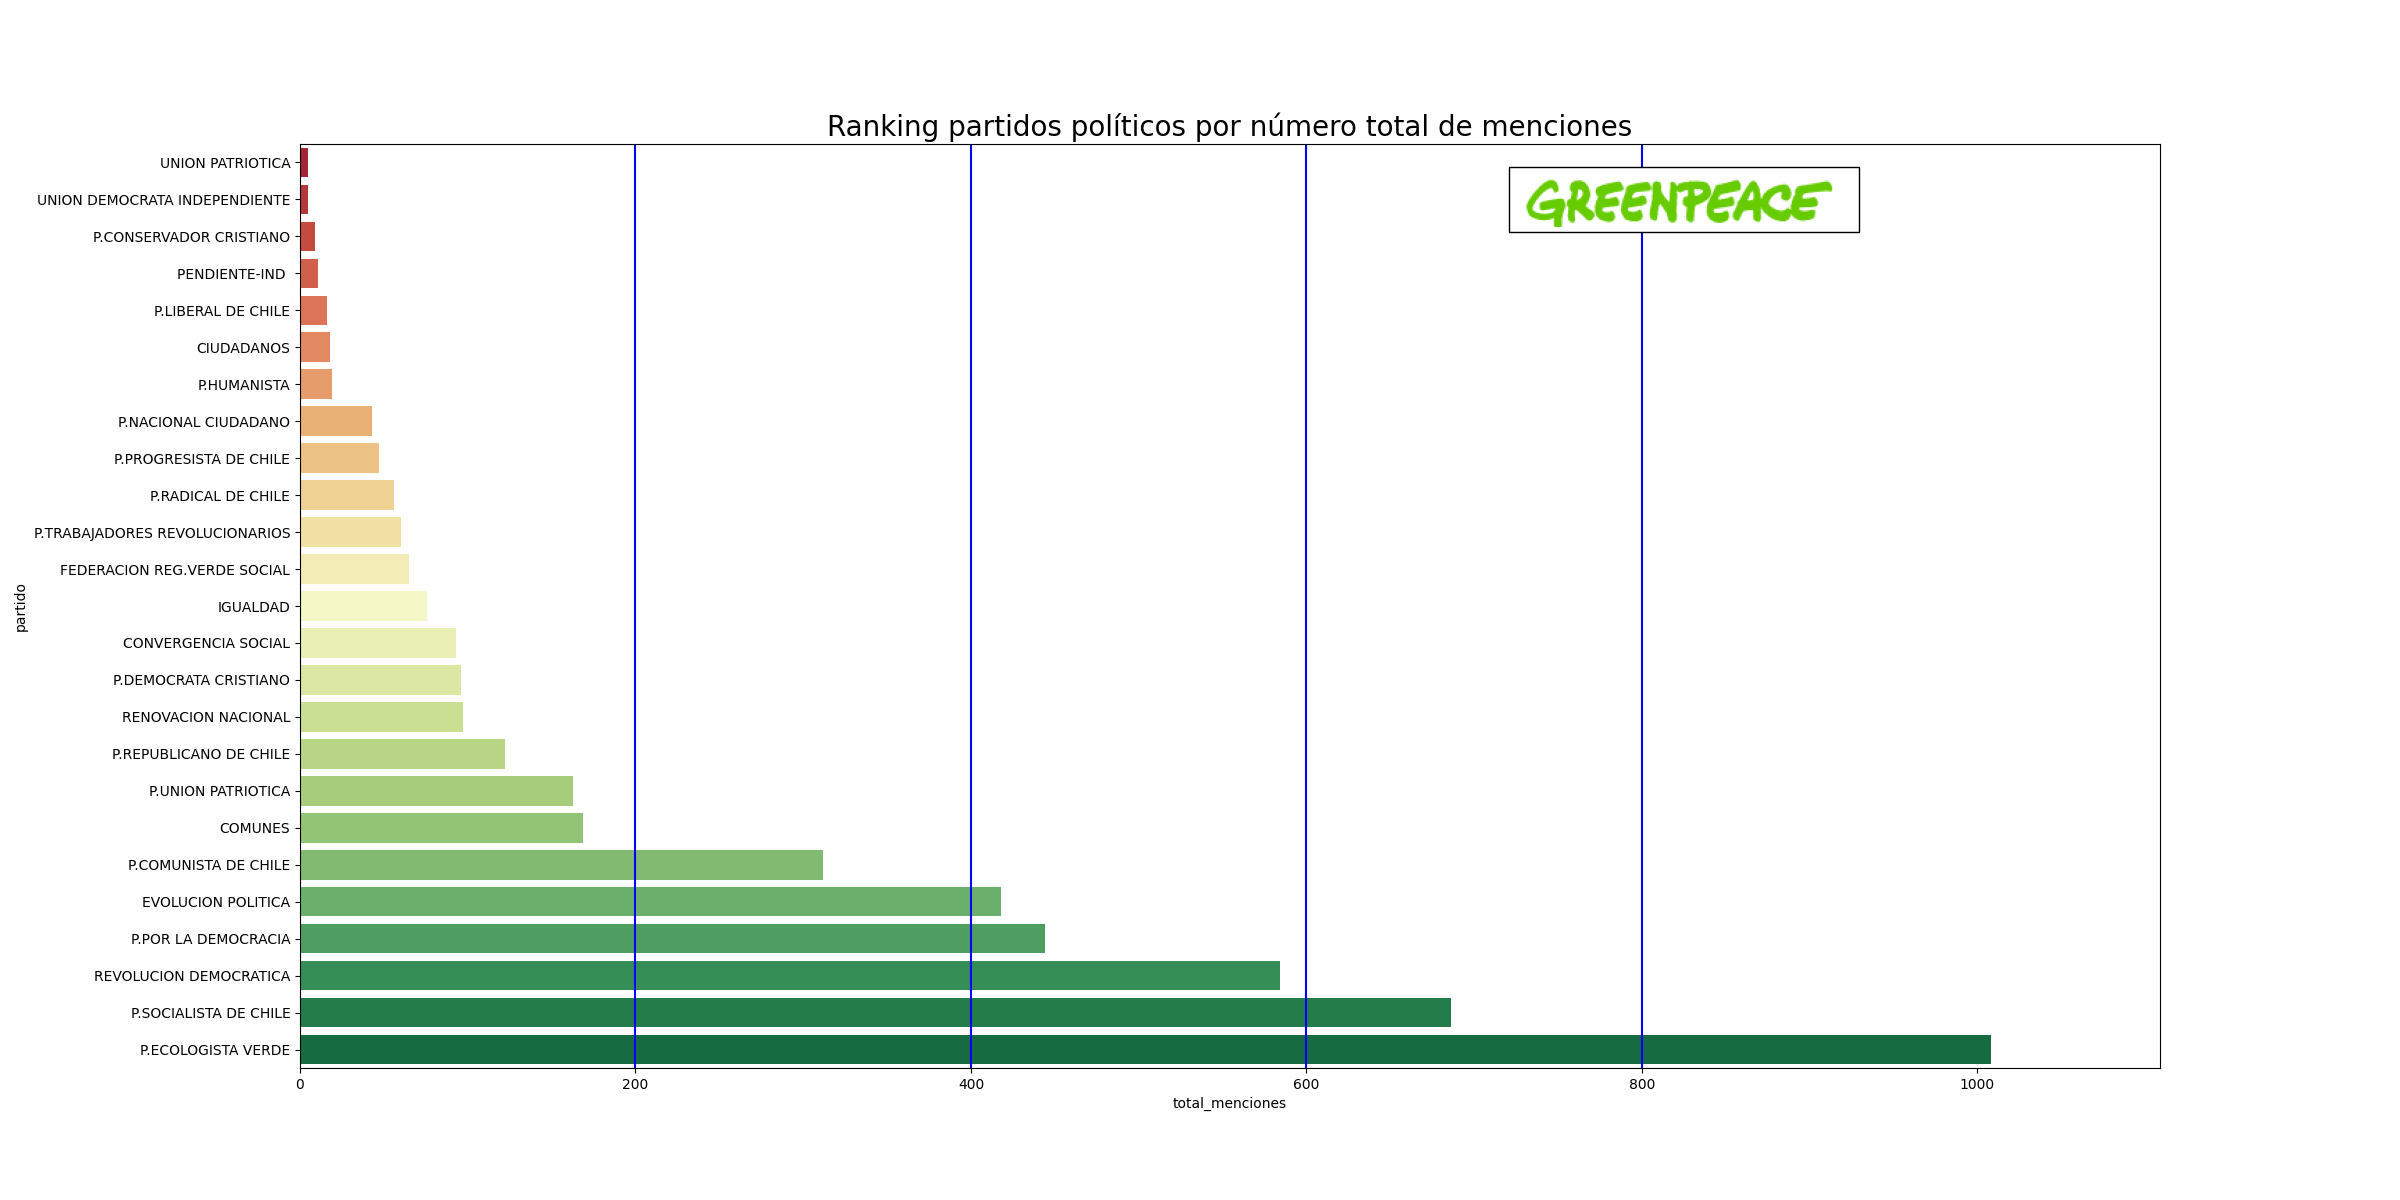 Ranking partidos políticos por número total de menciones
GREENPEACE
UNION PATRIOTICA
UNION DEMOCRATA INDEPENDIENTE
P.CONSERVADOR CRISTIANO
PENDIENTE-IND
P.LIBERAL DE CHILE
CIUDADANOS
P.HUMANISTA
P.NACIONAL CIUDADANO
P.PROGRESISTA DE CHILE
P.RADICAL DE CHILE
P.TRABAJADORES REVOLUCIONARIOS
FEDERACION REG.VERDE SOCIAL
IGUALDAD
CONVERGENCIA SOCIAL
P.DEMOCRATA CRISTIANO
RENOVACION NACIONAL
P.REPUBLICANO DE CHILE
P.UNION PATRIOTICA
COMUNES
P.COMUNISTA DE CHILE
EVOLUCION POLITICA
P.POR LA DEMOCRACIA
REVOLUCION DEMOCRATICA
P.SOCIALISTA DE CHILE
P.ECOLOGISTA VERDE
partido
0 200 400 600 800 1000
total_menciones